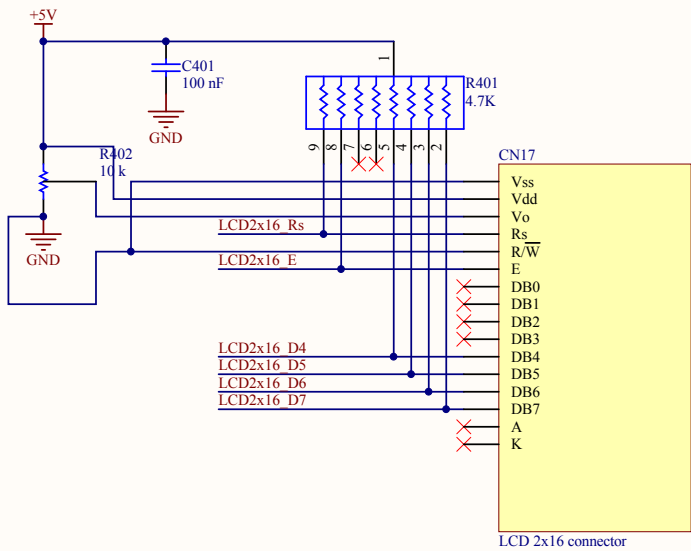 +5V
C401
100 nF
GND
1
R401
4.7K
9
8
7
6
5
4
3
2
R402
10 k
GND
CN17
Vss
Vdd
Vo
LCD2x16_Rs
Rs
R/W
LCD2x16_E
E
DB0
DB1
DB2
DB3
LCD2x16_D4
DB4
LCD2x16_D5
DB5
LCD2x16_D6
DB6
LCD2x16_D7
DB7
A
K
LCD 2x16 connector